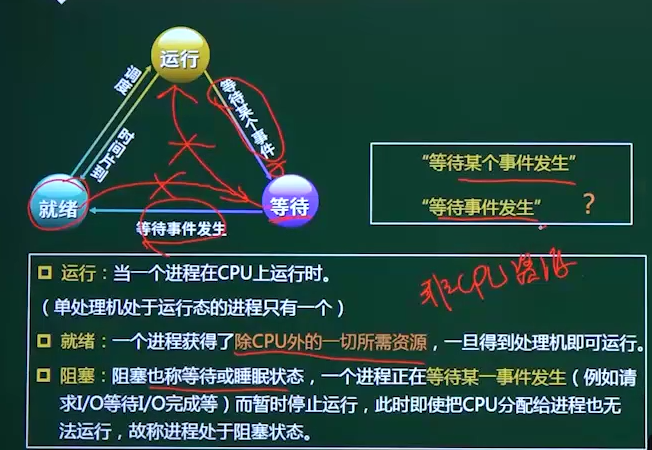 运行
调度
时间片到
等待某个事件
就绪
等待
等待事件发生
“等待某个事件发生”
“等待事件发生” ?
非CPU资源
运行：当一个进程在CPU上运行时。
（单处理机处于运行态的进程只有一个）
就绪：一个进程获得了除CPU外的一切所需资源，一旦得到处理机即可运行。
阻塞：阻塞也称等待或睡眠状态，一个进程正在等待某一事件发生（例如请
求I/O等待I/O完成等）而暂时停止运行，此时即使把CPU分配给进程也无
法运行，故称进程处于阻塞状态。